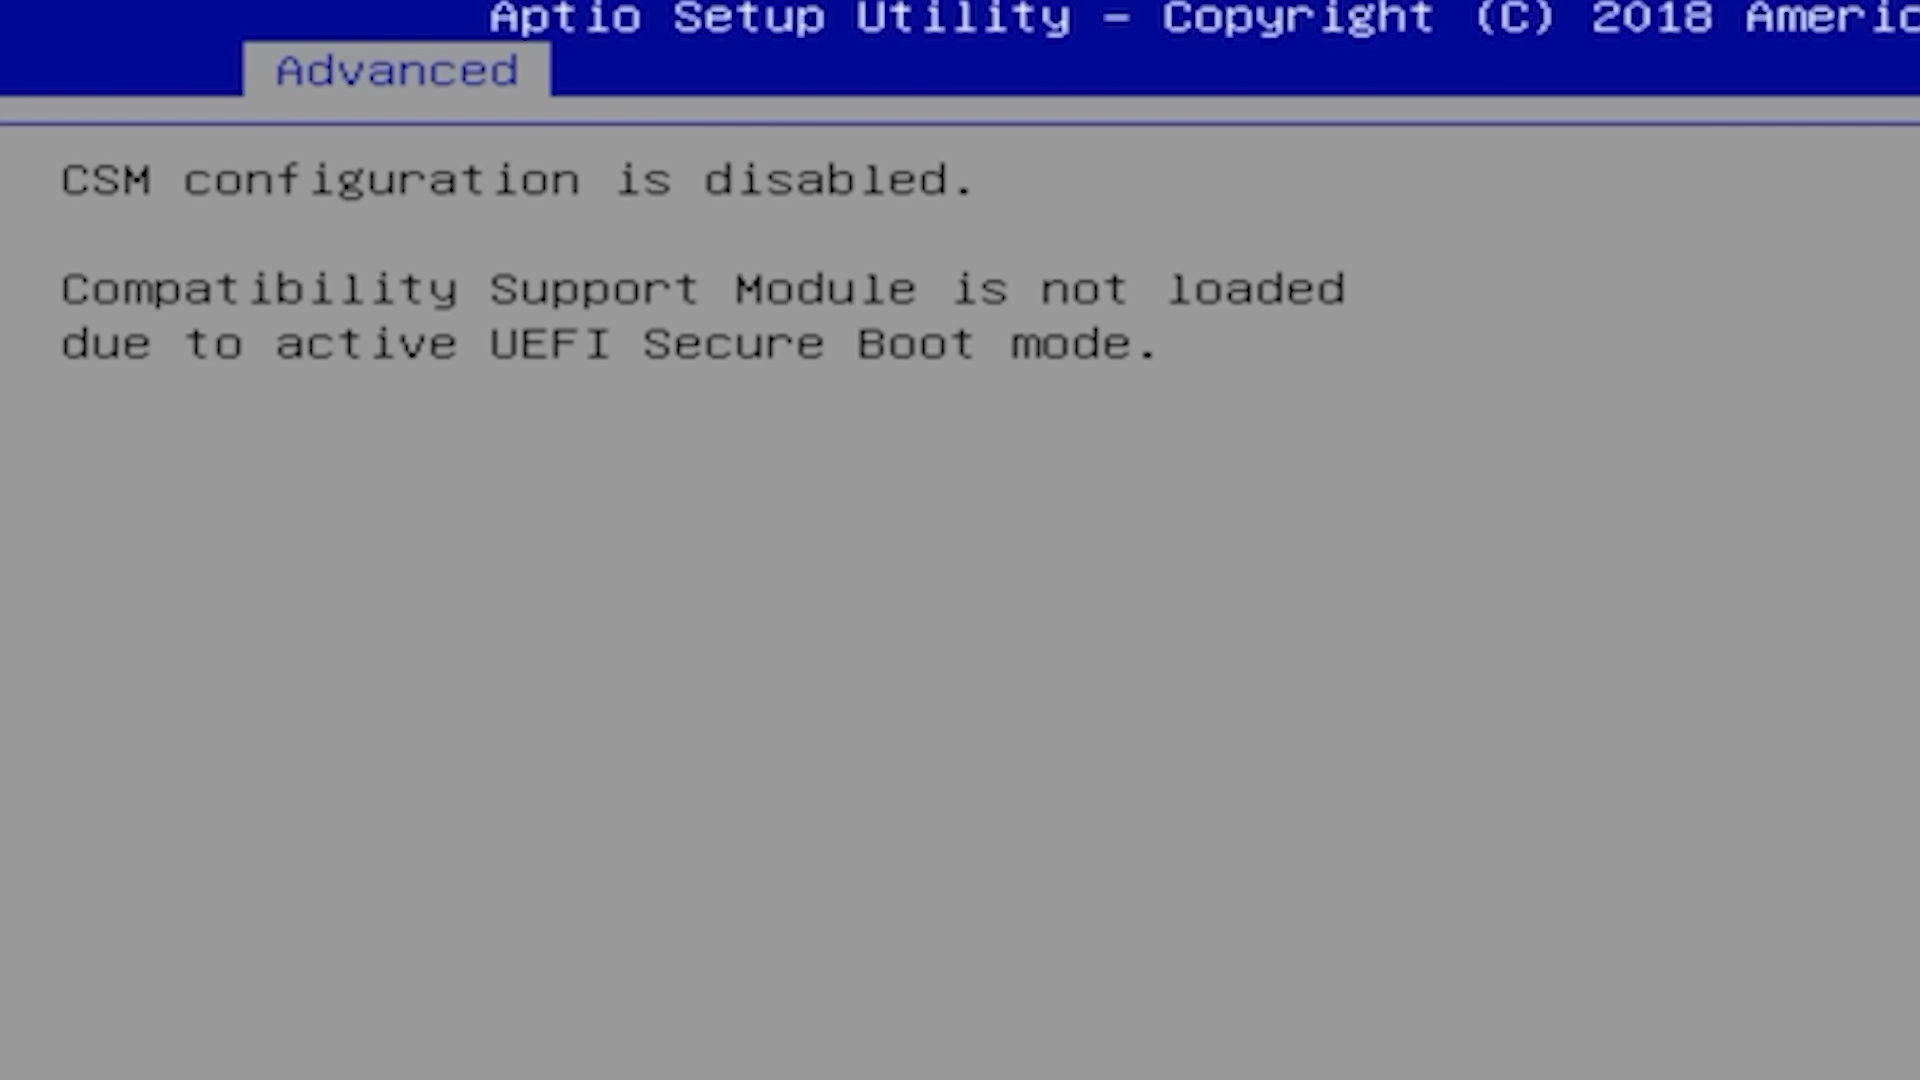 Aptio Setup Utility – Copyright (C) 2018 Americ
Advanced
CSM configuration is disabled.
Compatibility Support Module is not loaded
due to active UEFI Secure Boot mode.